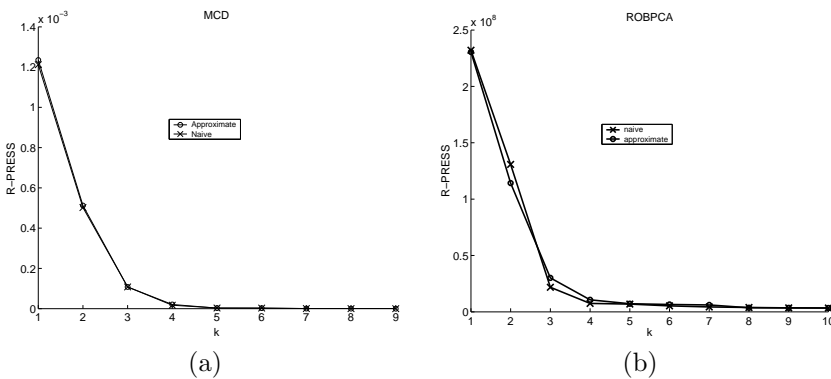 MCD
x 10⁻³
1.4
1.2
1
0.8
0.6
0.4
0.2
0
R−PRESS
Approximate
Naive
1 2 3 4 5 6 7 8 9
k
(a)
ROBPCA
x 10⁸
2.5
2
1.5
1
0.5
0
R−PRESS
naive
approximate
1 2 3 4 5 6 7 8 9 10
k
(b)